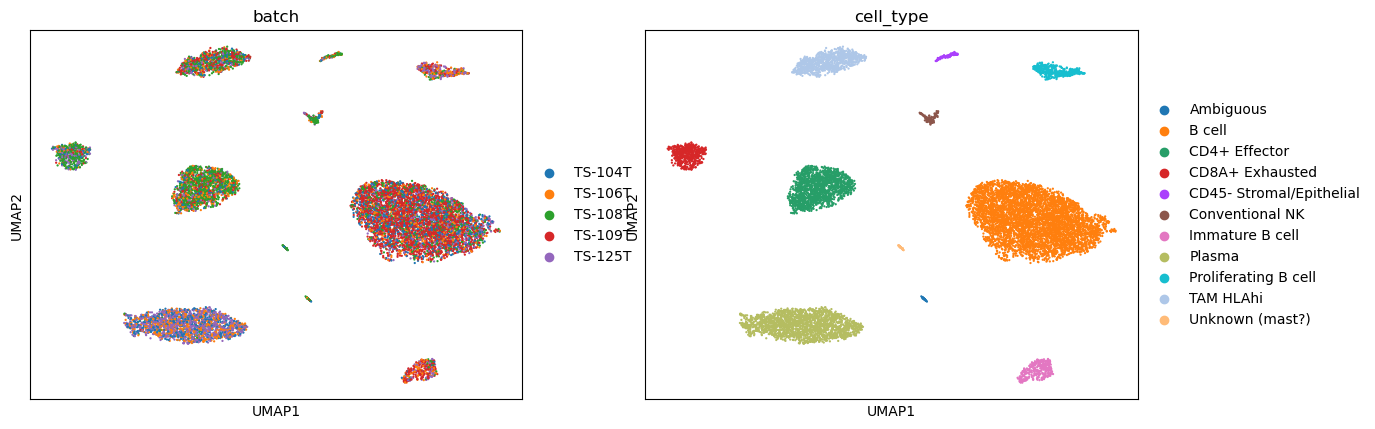 batch
UMAP2
UMAP1
TS-104T
TS-106T
TS-108T
TS-109T
TS-125T
cell_type
UMAP2
UMAP1
Ambiguous
B cell
CD4+ Effector
CD8A+ Exhausted
CD45- Stromal/Epithelial
Conventional NK
Immature B cell
Plasma
Proliferating B cell
TAM HLAhi
Unknown (mast?)